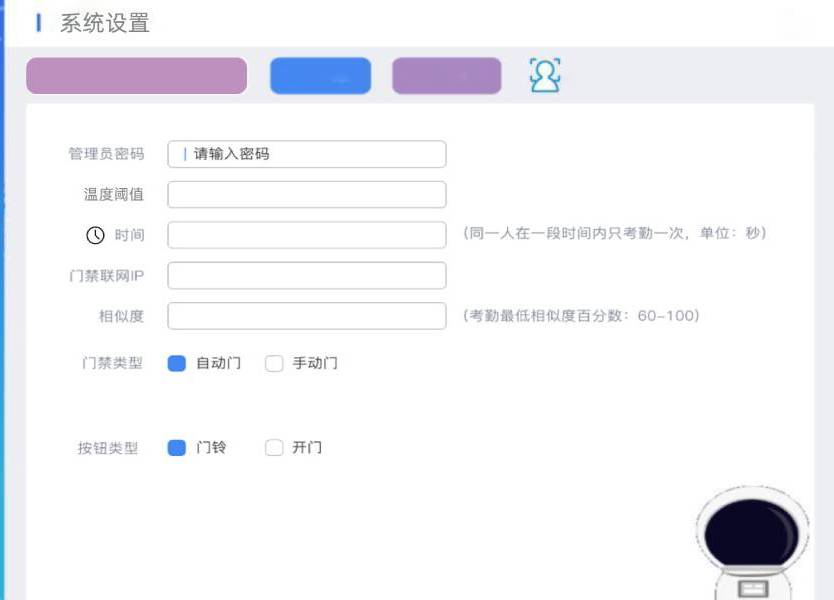 系统设置
管理员密码 请输入密码
温度阈值
时间 (同一人在一段时间内只考勤一次，单位：秒)
门禁联网IP
相似度 (考勤最低相似度百分数：60-100)
门禁类型 自动门 手动门
按钮类型 门铃 开门